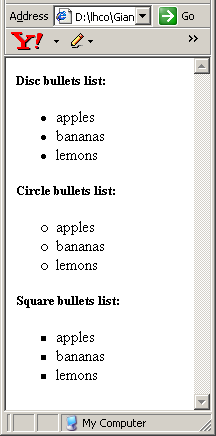 Address D:\lhco\Gian Go
Y!
»
Disc bullets list:
apples
bananas
lemons
Circle bullets list:
apples
bananas
lemons
Square bullets list:
apples
bananas
lemons
My Computer